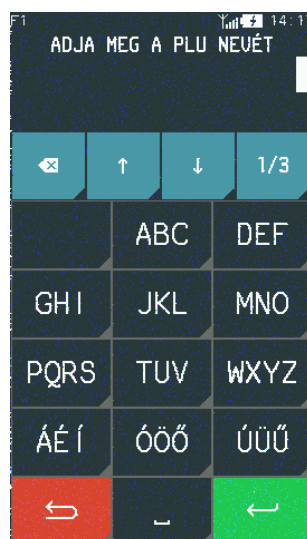 F1 14:1
ADJA MEG A PLU NEVÉT
1/3
ABC DEF
GHI JKL MNO
PQRS TUV WXYZ
ÁÉÍ ÓÖŐ ÚÜŰ